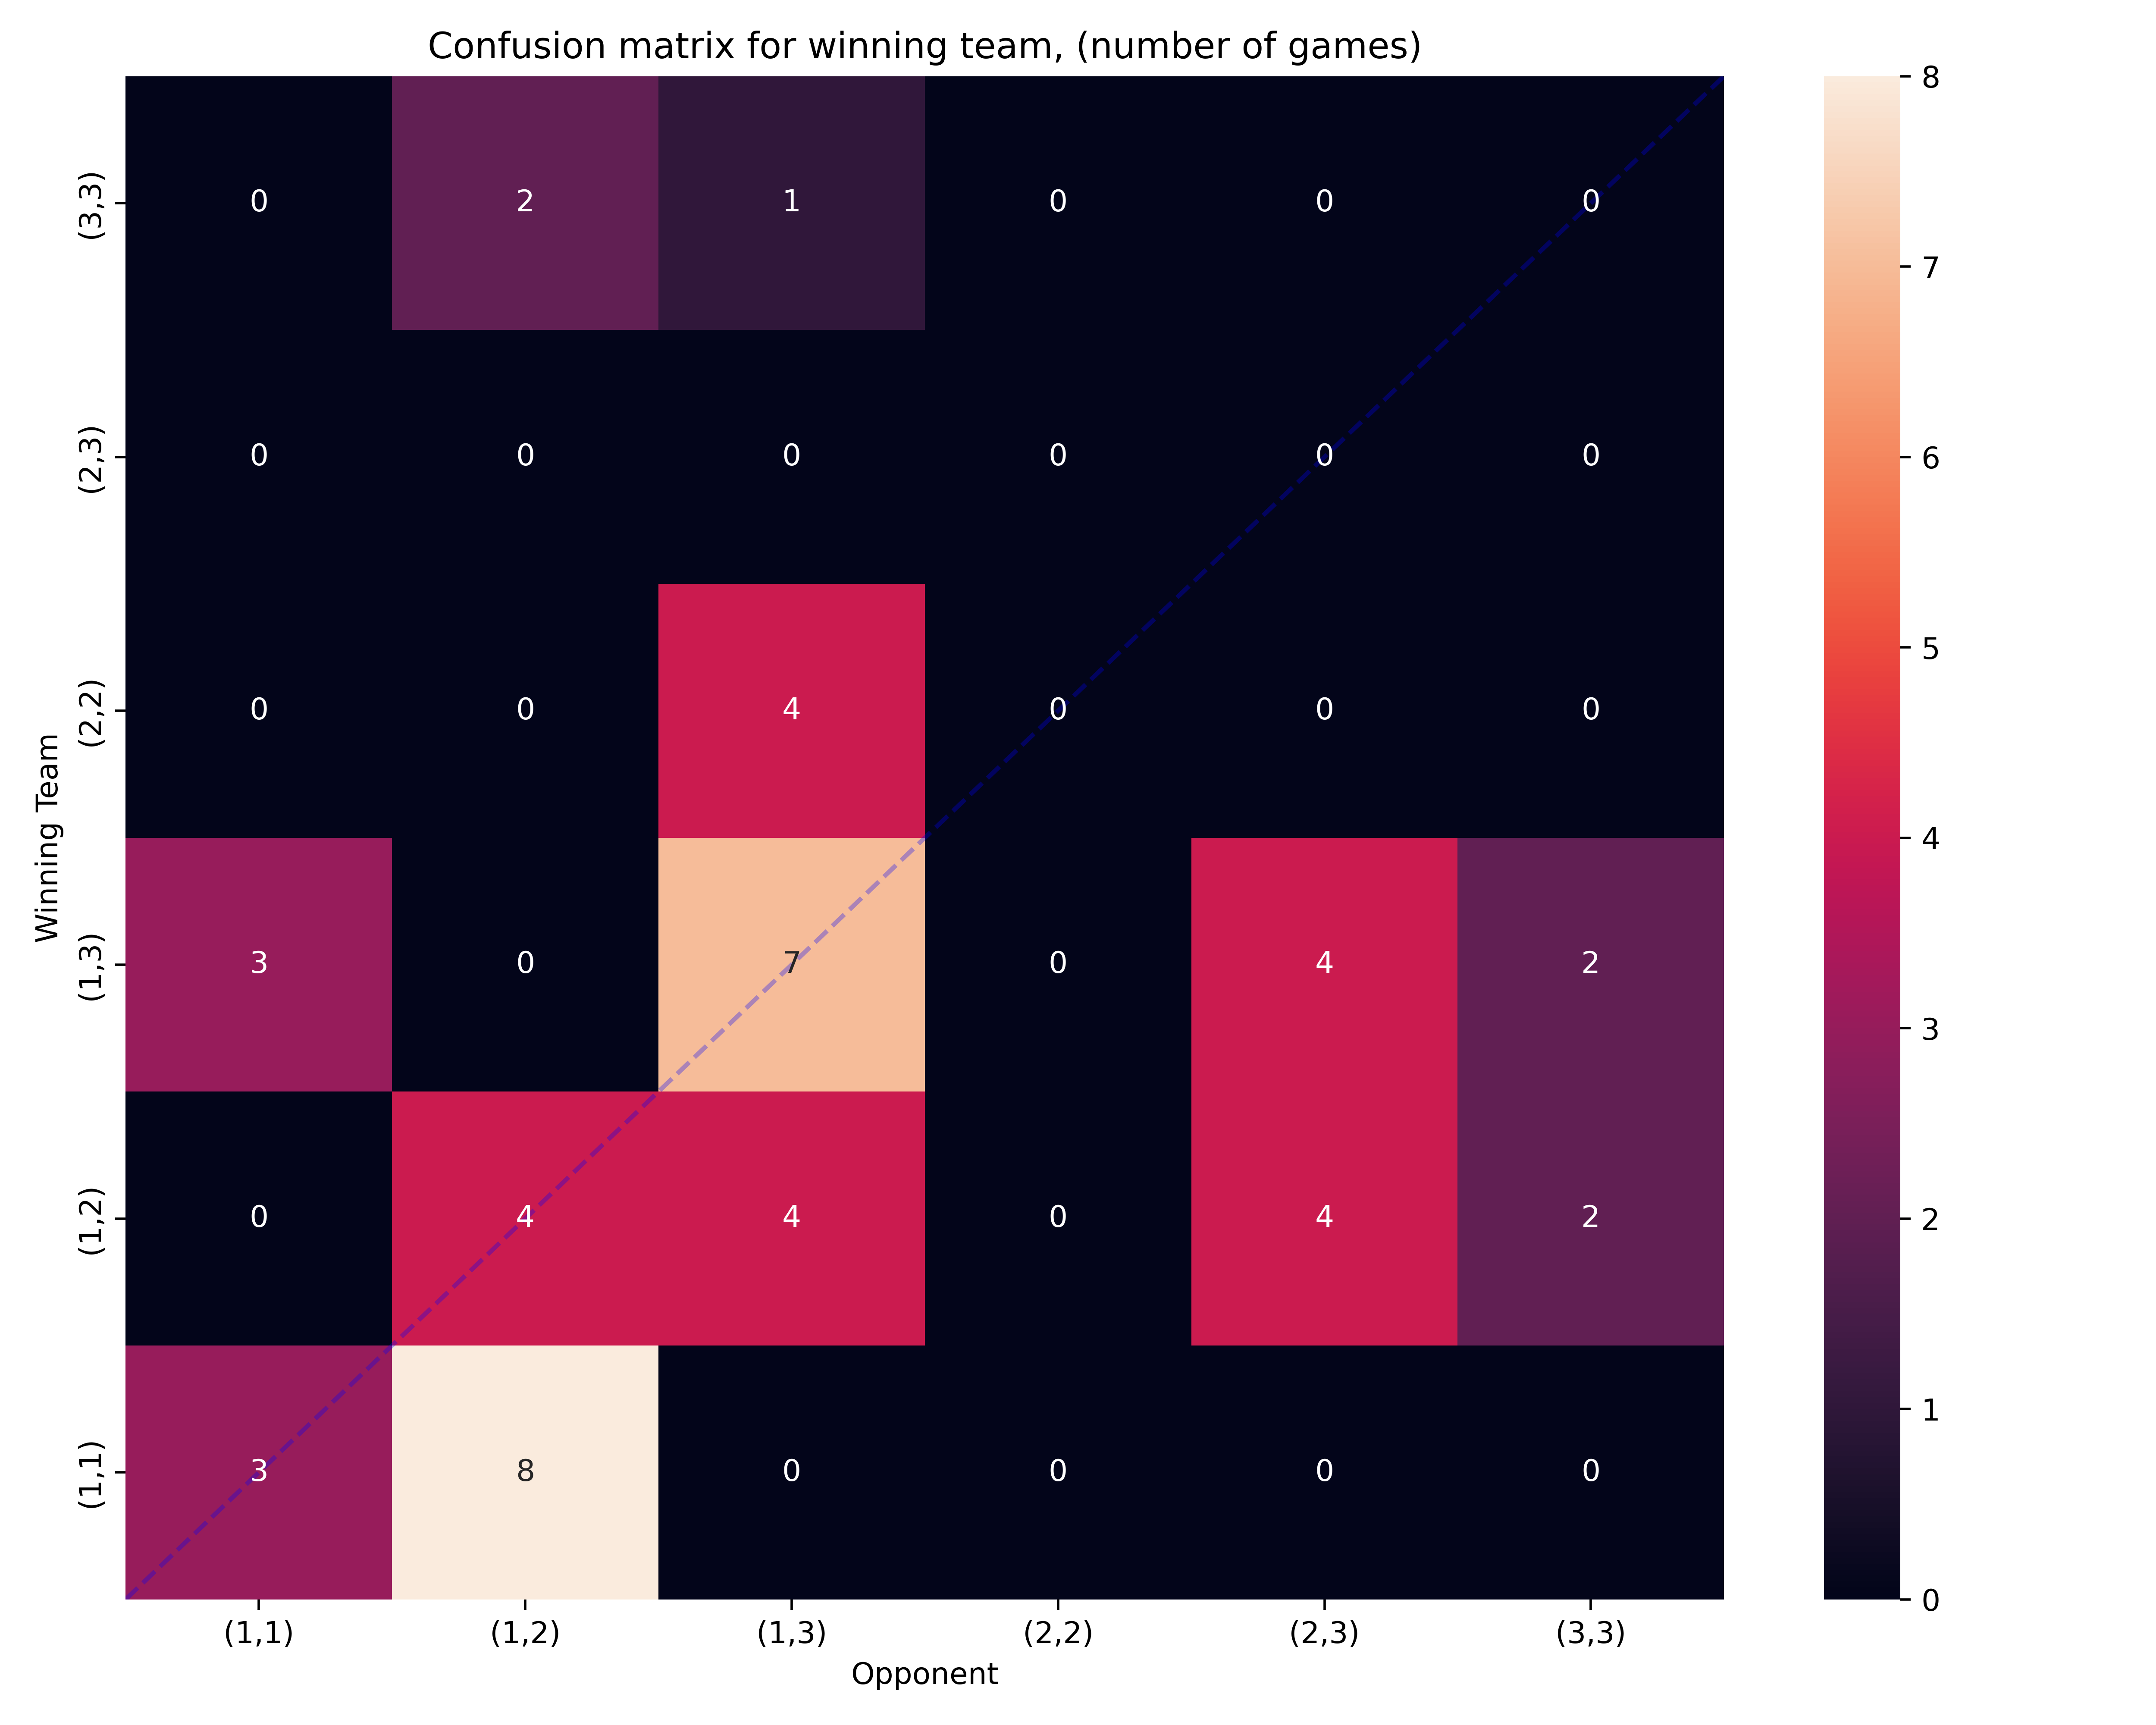 Confusion matrix for winning team, (number of games)
Winning Team
(3,3) 0 2 1 0 0 0
(2,3) 0 0 0 0 0 0
(2,2) 0 0 4 0 0 0
(1,3) 3 0 7 0 4 2
(1,2) 0 4 4 0 4 2
(1,1) 3 8 0 0 0 0
(1,1) (1,2) (1,3) (2,2) (2,3) (3,3)
Opponent
8
7
6
5
4
3
2
1
0